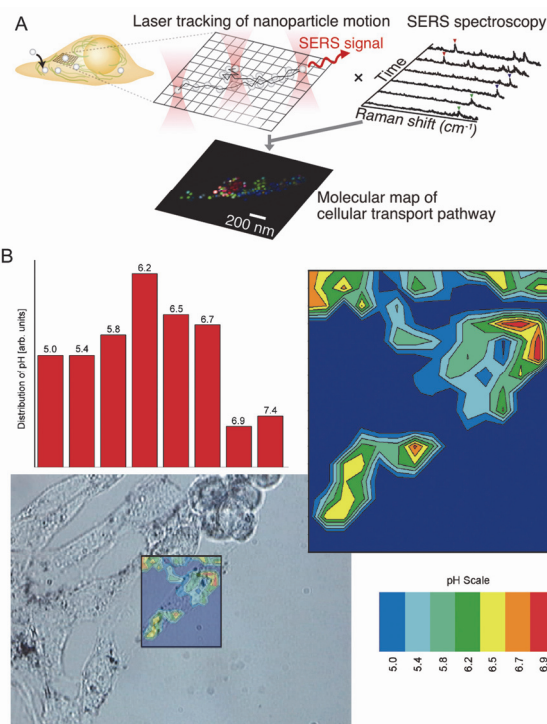 A
Laser tracking of nanoparticle motion
SERS spectroscopy
SERS signal
×
Time
Raman shift (cm⁻¹)
200 nm
Molecular map of
cellular transport pathway
B
Distribution of pH [arb. units]
5.0
5.4
5.8
6.2
6.5
6.7
6.9
7.4
pH Scale
5.0
5.4
5.8
6.2
6.5
6.7
6.9